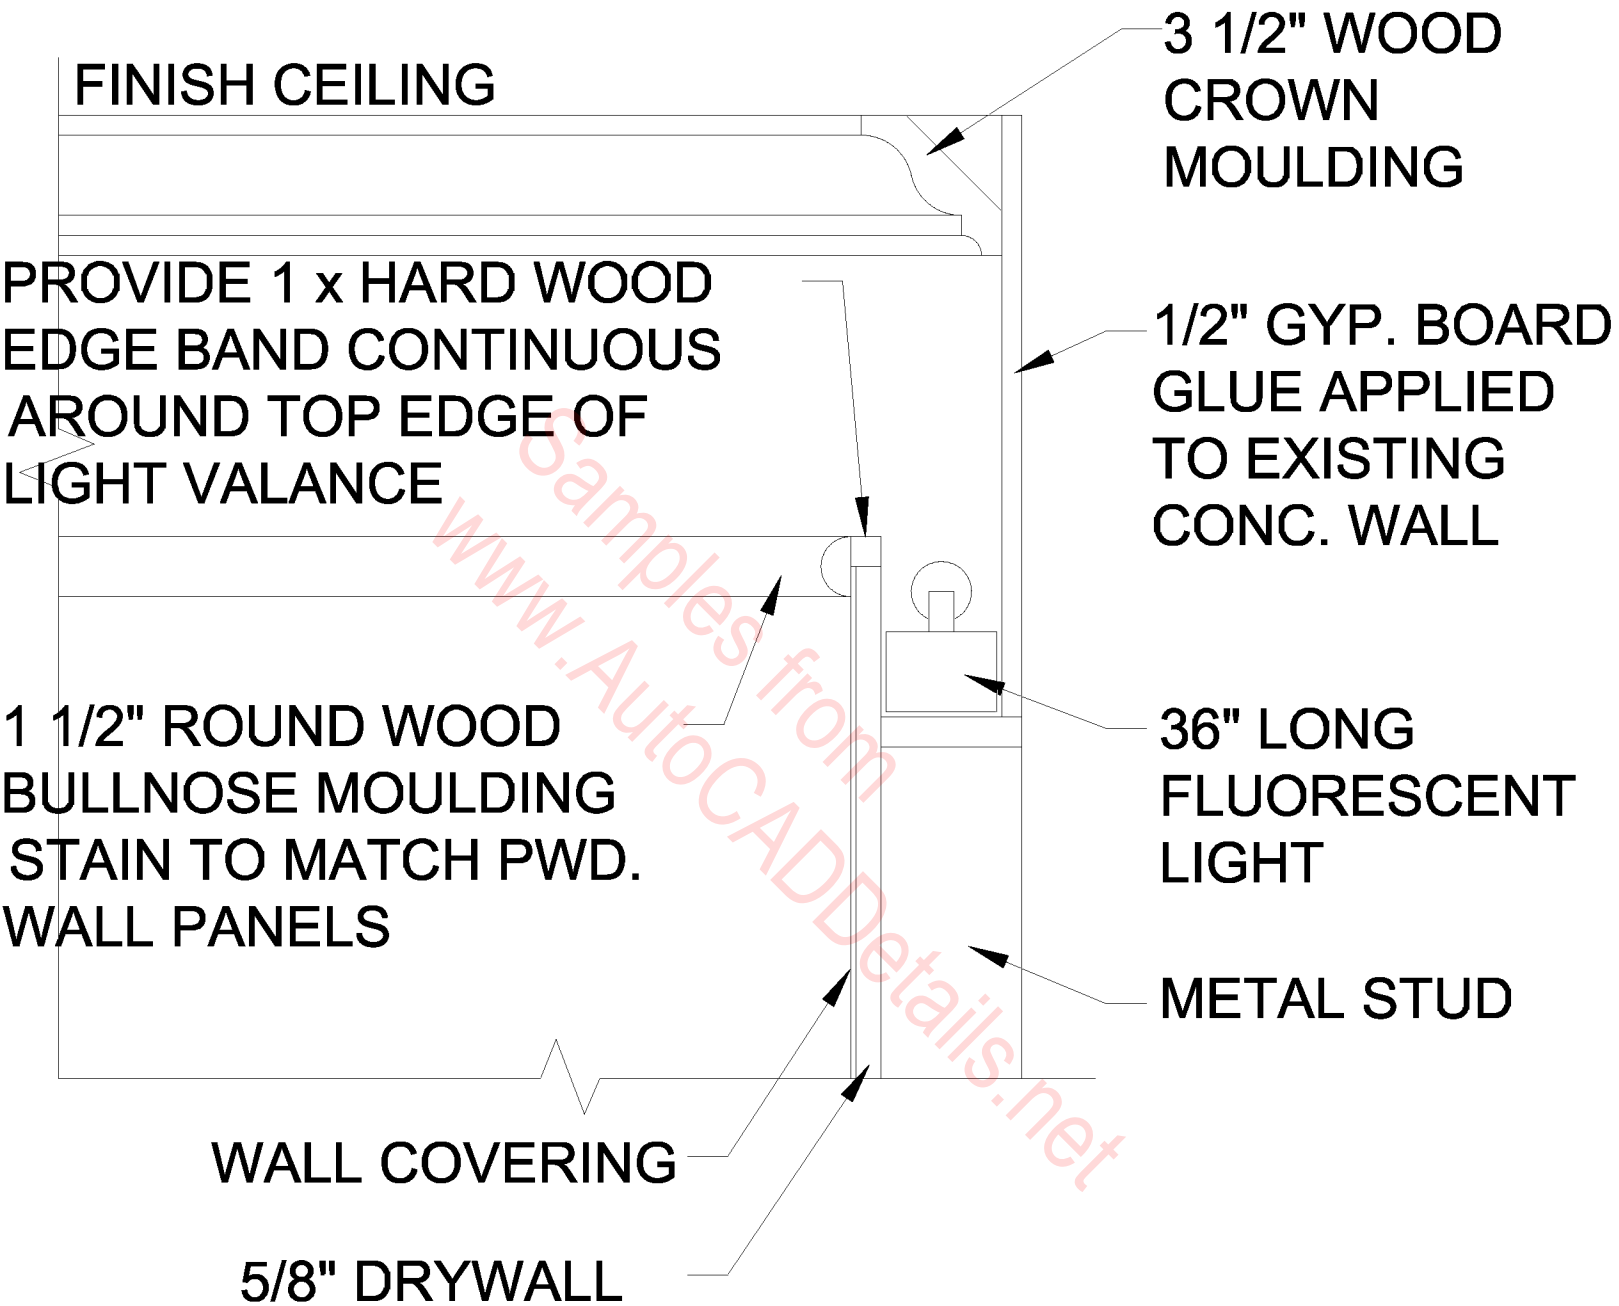 FINISH CEILING
3 1/2" WOOD
CROWN
MOULDING
PROVIDE 1 x HARD WOOD
EDGE BAND CONTINUOUS
AROUND TOP EDGE OF
LIGHT VALANCE
1/2" GYP. BOARD
GLUE APPLIED
TO EXISTING
CONC. WALL
1 1/2" ROUND WOOD
BULLNOSE MOULDING
STAIN TO MATCH PWD.
WALL PANELS
36" LONG
FLUORESCENT
LIGHT
METAL STUD
WALL COVERING
5/8" DRYWALL
Samples from
www.AutoCADDetails.net